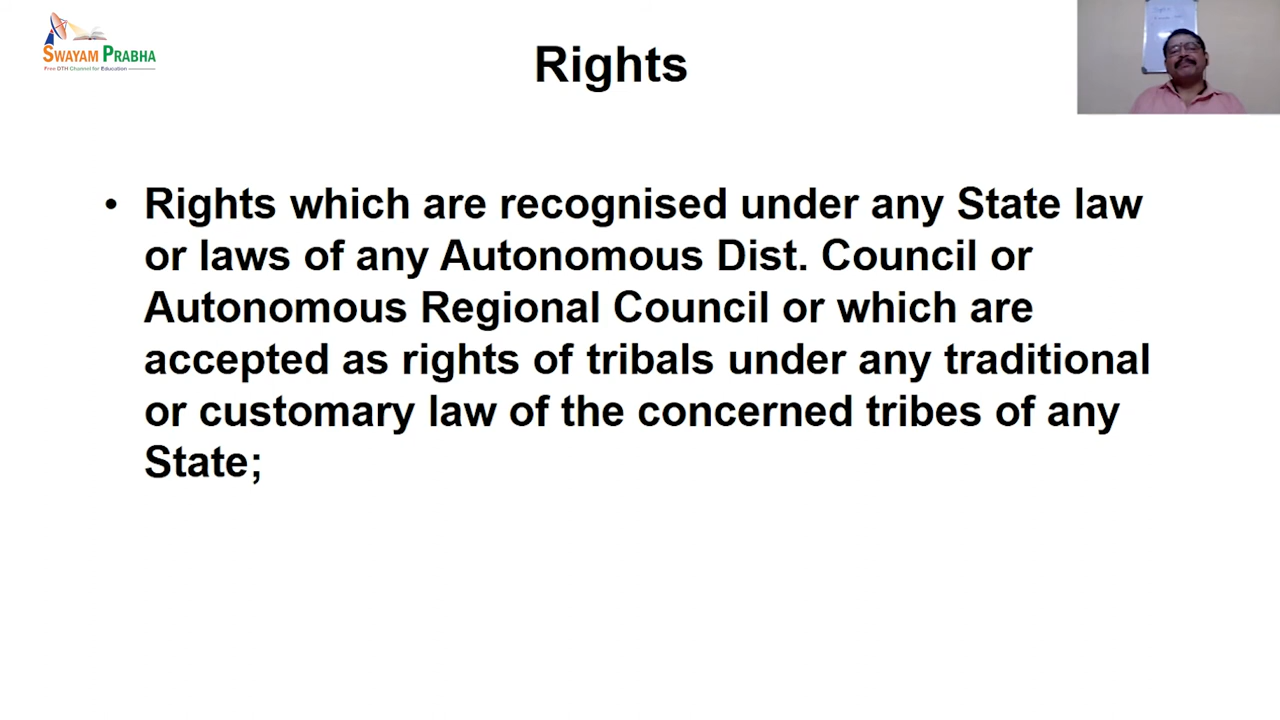 SWAYAM PRABHA
Free DTH Channel for Education
Rights
• Rights which are recognised under any State law
or laws of any Autonomous Dist. Council or
Autonomous Regional Council or which are
accepted as rights of tribals under any traditional
or customary law of the concerned tribes of any
State;